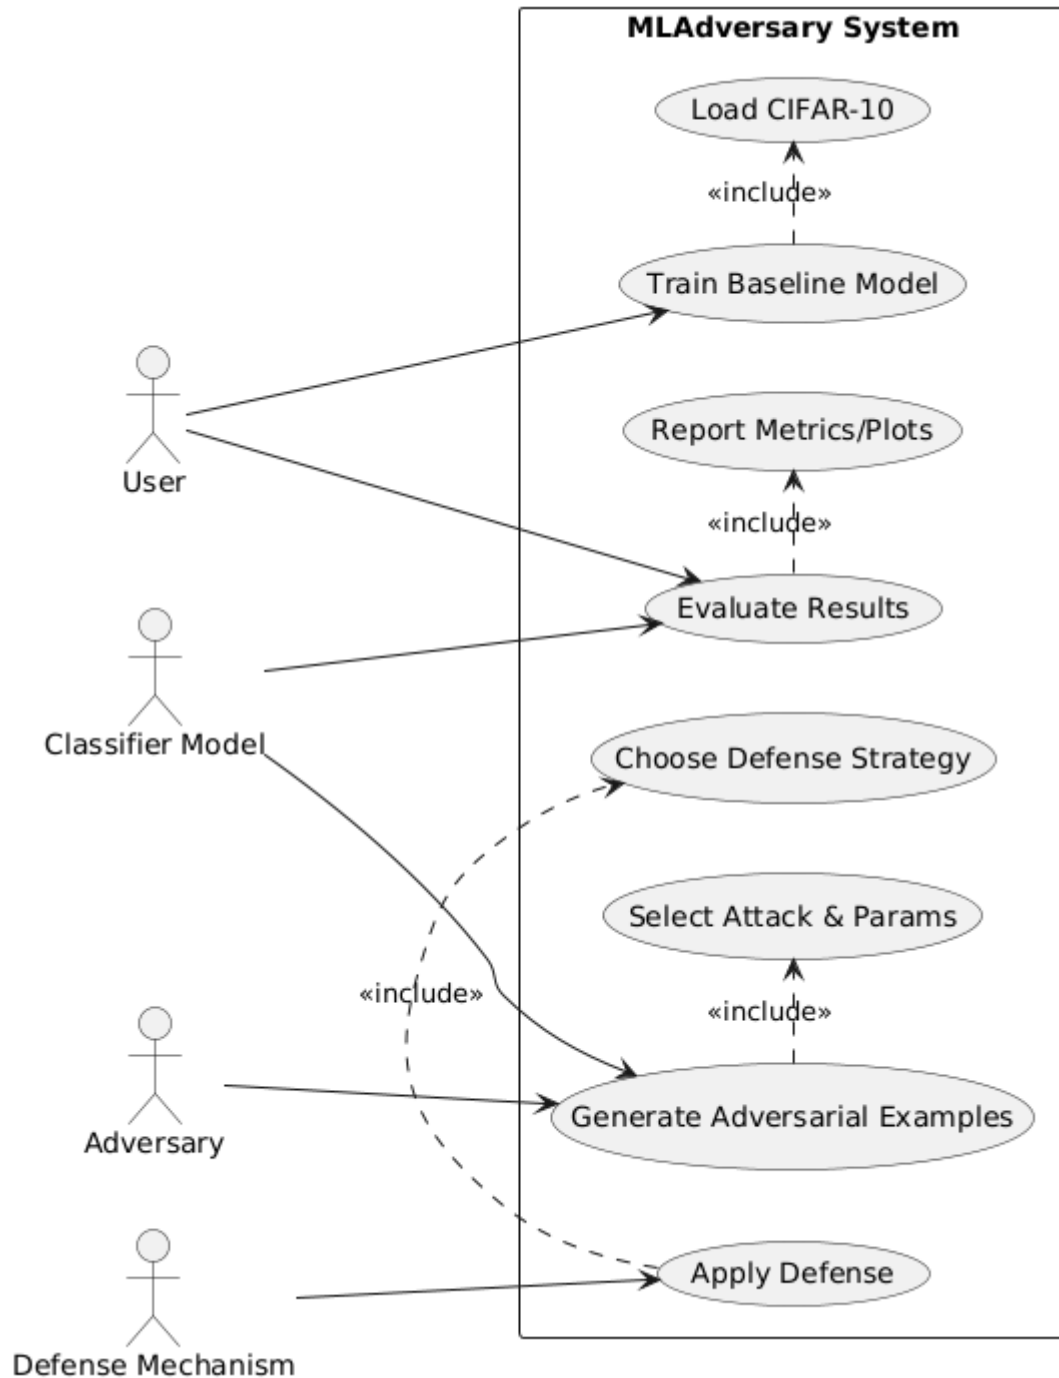 MLAdversary System
Load CIFAR-10
«include»
Train Baseline Model
Report Metrics/Plots
User
«include»
Evaluate Results
Classifier Model
Choose Defense Strategy
Select Attack & Params
«include»
«include»
Generate Adversarial Examples
Adversary
Apply Defense
Defense Mechanism